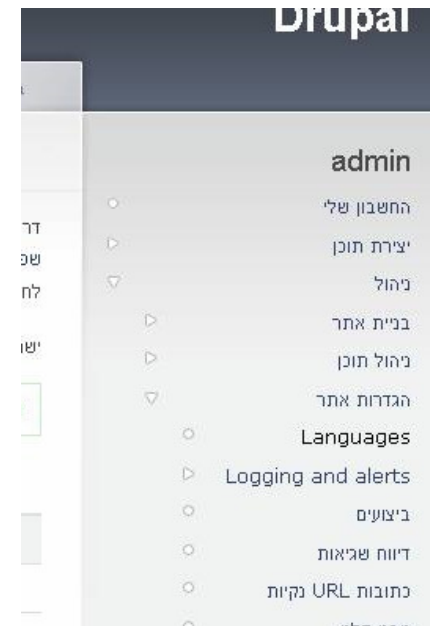 Drupal
admin
החשבון שלי
יצירת תוכן
ניהול
בניית אתר
ניהול תוכן
הגדרות אתר
Languages
Logging and alerts
ביצועים
דיווח שגיאות
כתובות URL נקיות